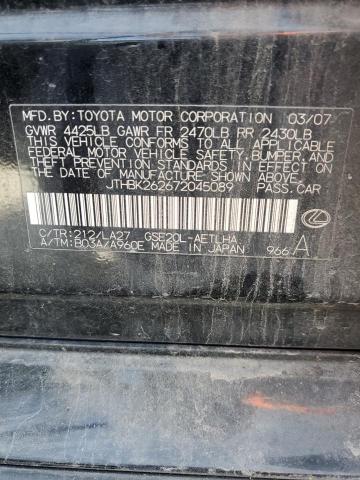 MFD.BY:TOYOTA MOTOR CORPORATION 03/07
GVWR 4425LB GAWR FR 2470LB RR 2430LB
THIS VEHICLE CONFORMS TO ALL APPLICABLE
FEDERAL MOTOR VEHICLE SAFETY, BUMPER, AND
THEFT PREVENTION STANDARDS IN EFFECT ON
THE DATE OF MANUFACTURE SHOWN ABOVE.
JTHBK262672045089 PASS.CAR
C/TR:212/LA27 GSE20L-AETLHA
A/TM:B03A/A960E MADE IN JAPAN 966 A